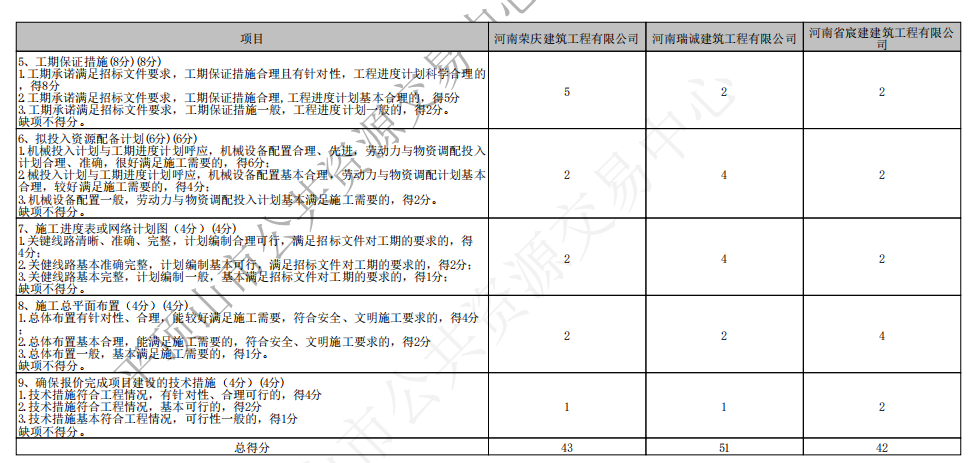 项目 河南荣庆建筑工程有限公司 河南瑞诚建筑工程有限公司 河南省宸建建筑工程有限公司
5、工期保证措施(8分)(8分)
1.工期承诺满足招标文件要求，工期保证措施合理且有针对性，工程进度计划科学合理的
，得8分
2.工期承诺满足招标文件要求，工期保证措施合理,工程进度计划基本合理的，得5分
3.工期承诺满足招标文件要求，工期保证措施一般，工程进度计划一般的，得2分。
缺项不得分。
5 2 2
6、拟投入资源配备计划(6分)(6分)
1.机械投入计划与工期进度计划呼应，机械设备配置合理、先进，劳动力与物资调配投入
计划合理、准确，很好满足施工需要的，得6分；
2.械投入计划与工期进度计划呼应，机械设备配置基本合理，劳动力与物资调配计划基本
合理，较好满足施工需要的，得4分；
3.机械设备配置一般，劳动力与物资调配投入计划基本满足施工需要的，得2分。
缺项不得分。
2 4 2
7、施工进度表或网络计划图（4分）(4分)
1.关键线路清晰、准确、完整，计划编制合理可行，满足招标文件对工期的要求的，得
4分；
2.关健线路基本准确完整，计划编制基本可行，满足招标文件对工期的要求的，得2分；
3.关健线路基本完整，计划编制一般，基本满足招标文件对工期的要求的，得1分；
缺项不得分。
2 4 2
8、施工总平面布置（4分）(4分)
1.总体布置有针对性、合理，能较好满足施工需要，符合安全、文明施工要求的，得4分
；
2.总体布置基本合理，能满足施工需要的，符合安全、文明施工要求的，得2分
3.总体布置一般，基本满足施工需要的，得1分。
缺项不得分。
2 2 4
9、确保报价完成项目建设的技术措施（4分）(4分)
1.技术措施符合工程情况，有针对性、合理可行的，得4分
2.技术措施符合工程情况，基本可行的，得2分
3.技术措施基本符合工程情况，可行性一般的，得1分
缺项不得分。
1 1 2
总得分 43 51 42
平顶山市公共资源交易中心
山市公共资源交易中心